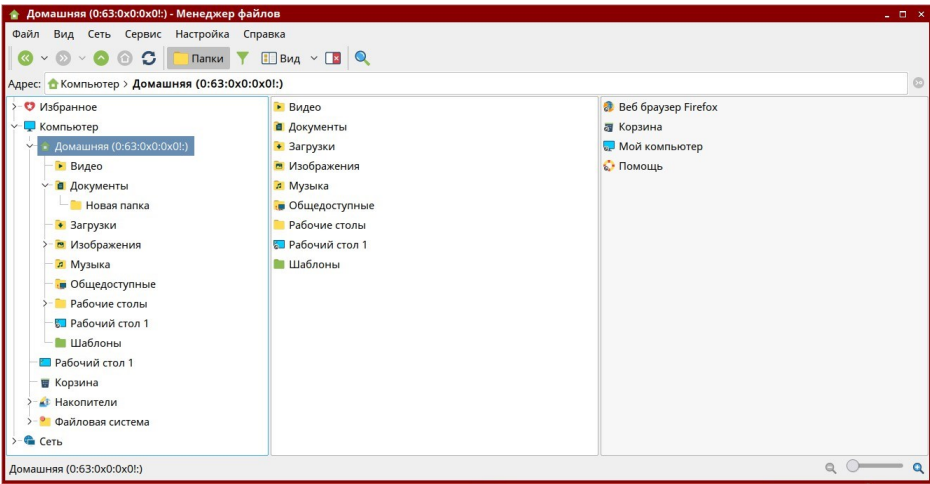 Домашняя (0:63:0x0:0x0!:) - Менеджер файлов
Файл Вид Сеть Сервис Настройка Справка
Папки Вид
Адрес: Компьютер > Домашняя (0:63:0x0:0x0!:)
Избранное
Компьютер
Домашняя (0:63:0x0:0x0!:)
Видео
Документы
Новая папка
Загрузки
Изображения
Музыка
Общедоступные
Рабочие столы
Рабочий стол 1
Шаблоны
Рабочий стол 1
Корзина
Накопители
Файловая система
Сеть
Видео
Документы
Загрузки
Изображения
Музыка
Общедоступные
Рабочие столы
Рабочий стол 1
Шаблоны
Веб браузер Firefox
Корзина
Мой компьютер
Помощь
Домашняя (0:63:0x0:0x0!:)